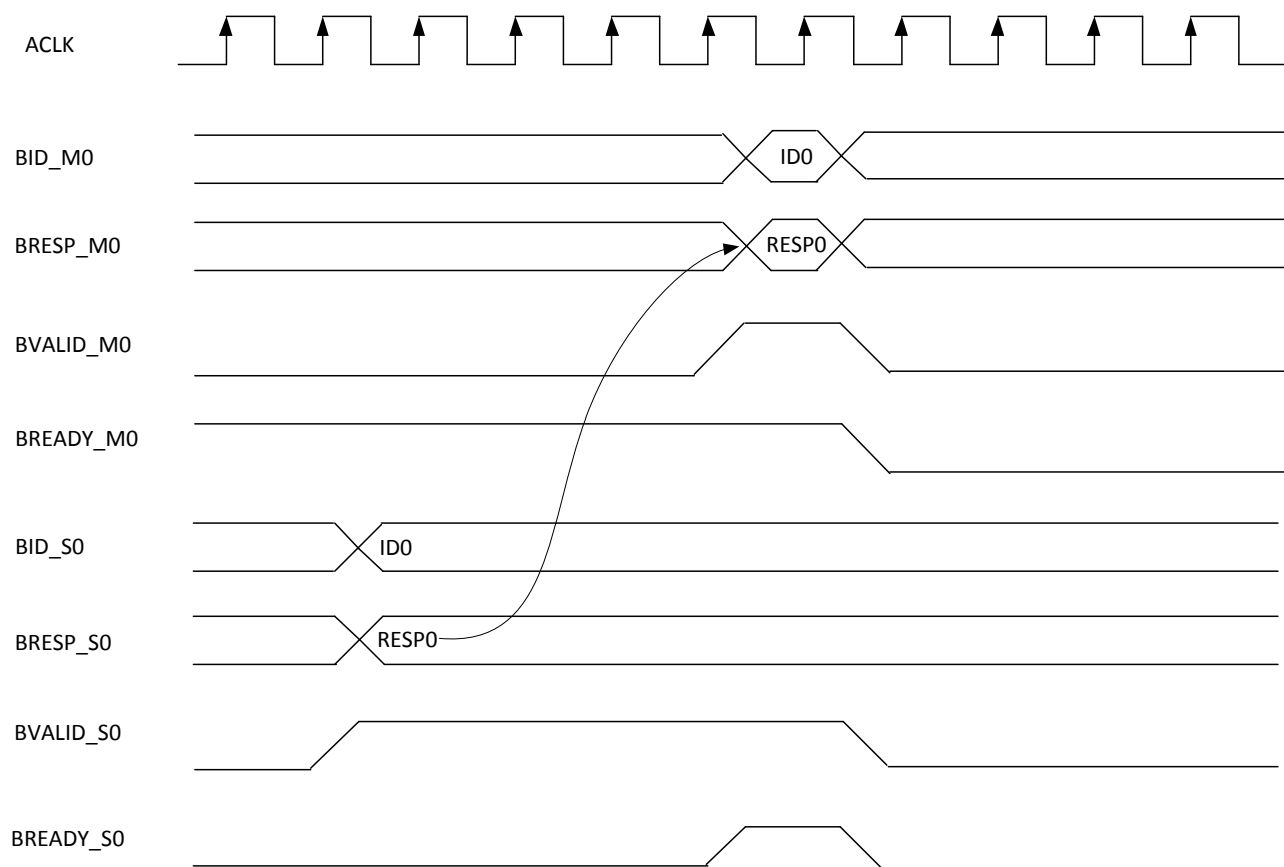 ACLK
BID_M0
ID0
BRESP_M0
RESP0
BVALID_M0
BREADY_M0
BID_S0
ID0
BRESP_S0
RESP0
BVALID_S0
BREADY_S0